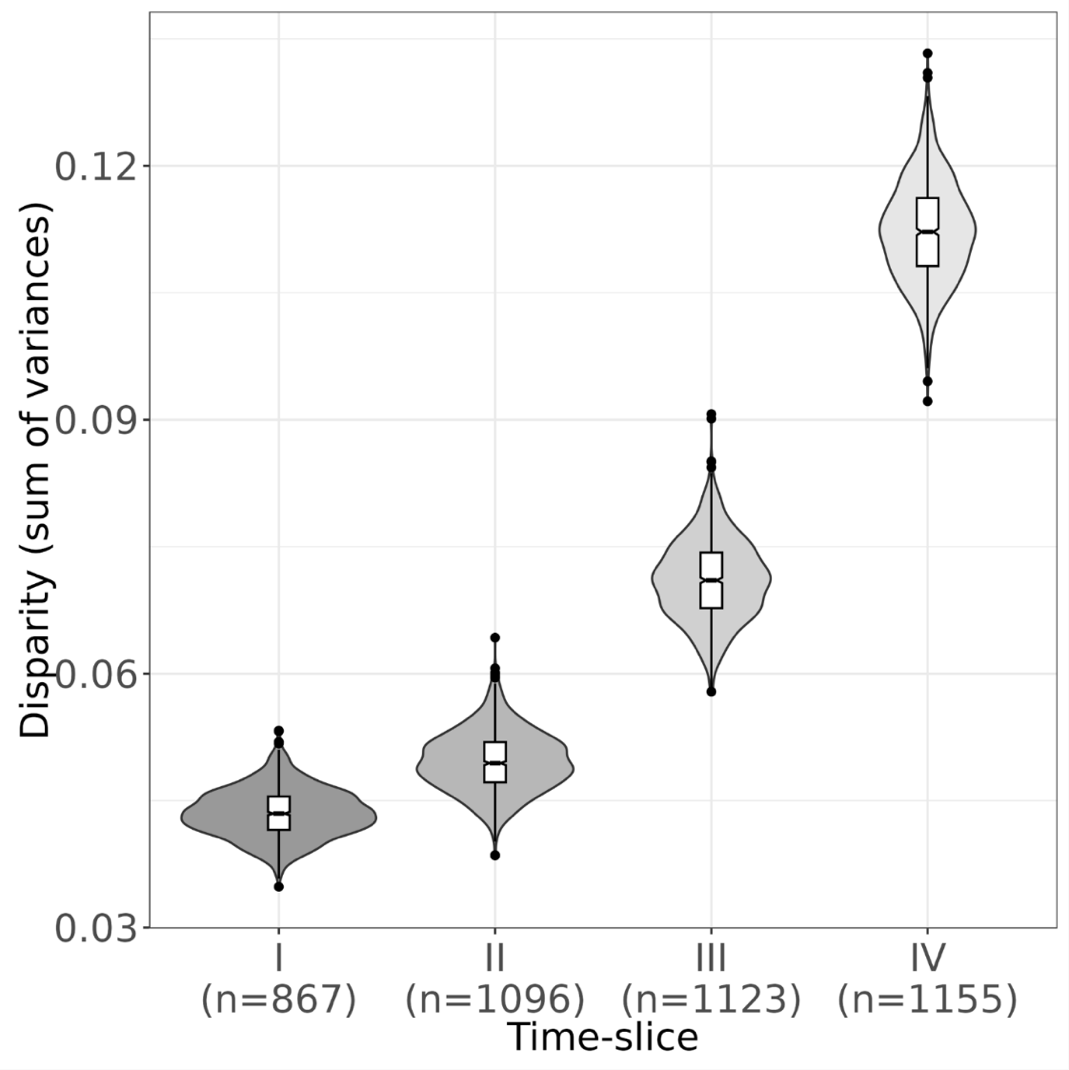 Disparity (sum of variances)
0.12
0.09
0.06
0.03
I II III IV
(n=867) (n=1096) (n=1123) (n=1155)
Time-slice